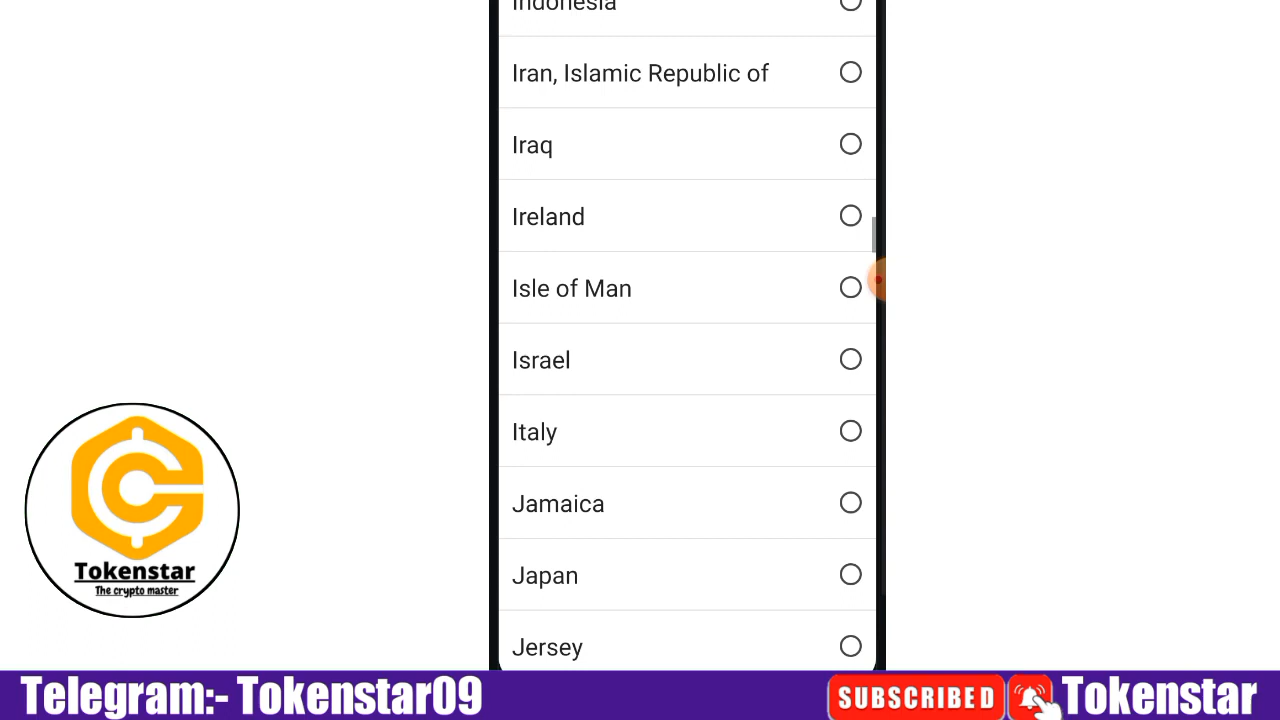 Indonesia
Iran, Islamic Republic of
Iraq
Ireland
Isle of Man
Israel
Italy
Jamaica
Japan
Jersey
Tokenstar
The crypto master
Telegram:- Tokenstar09
SUBSCRIBED
Tokenstar